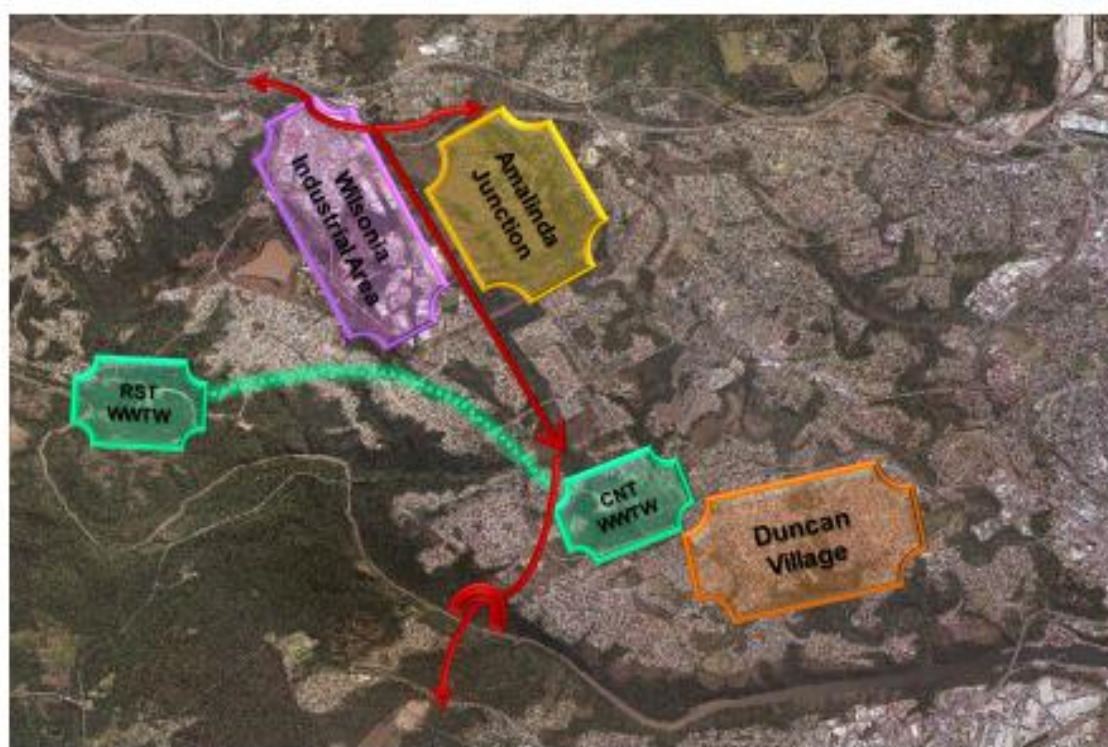 Wilsonia
Industrial Area
Amalinda
Junction
RST
WWTW
CNT
WWTW
Duncan
Village